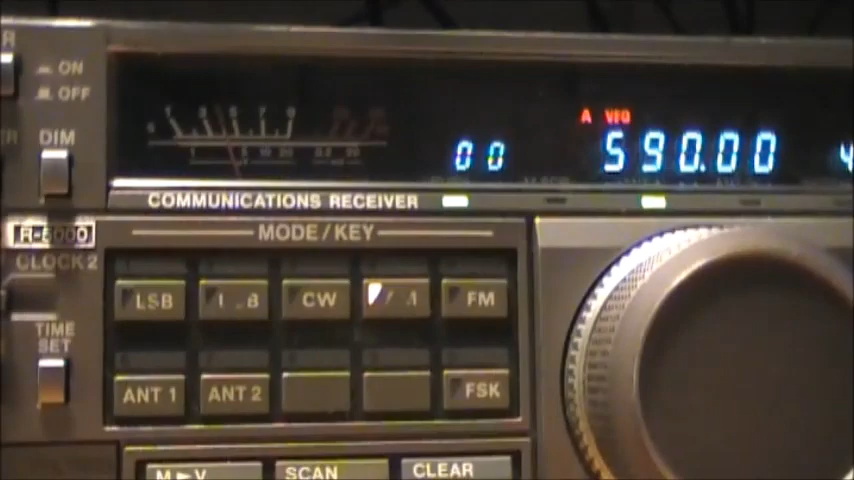 ON
OFF
DIM
A VFO
00 590.00 4
COMMUNICATIONS RECEIVER
R-5000
MODE/KEY
CLOCK 2
LSB CW FM
TIME
SET
ANT 1 ANT 2 FSK
M►V SCAN CLEAR